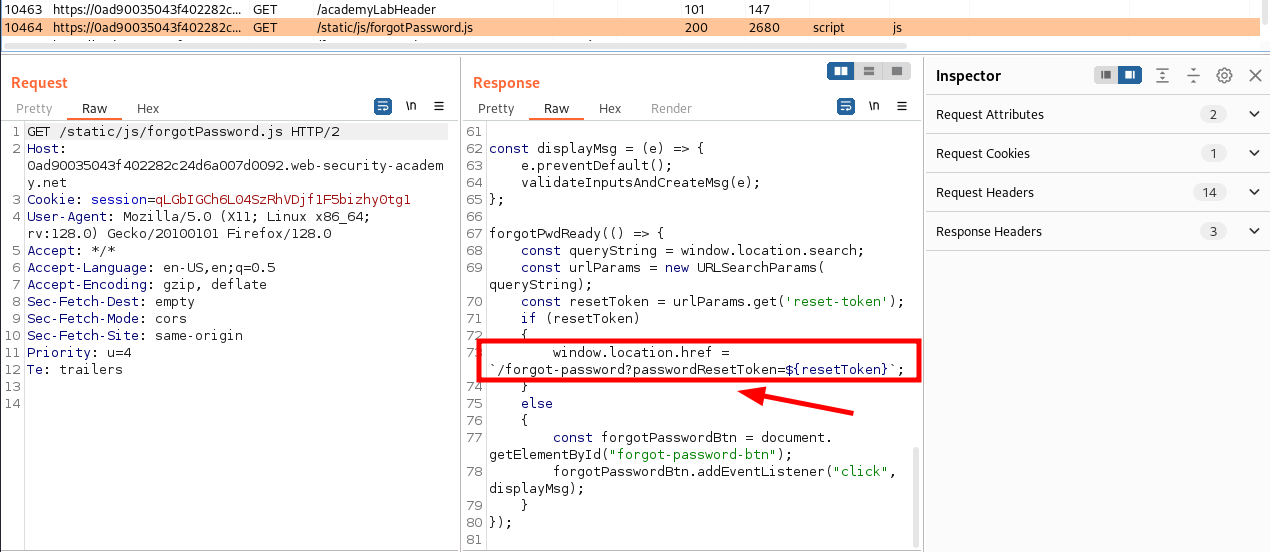 10463 https://0ad90035043f402282c... GET /academyLabHeader 101 147
10464 https://0ad90035043f402282c... GET /static/js/forgotPassword.js 200 2680 script js
Request
Pretty Raw Hex \n
1 GET /static/js/forgotPassword.js HTTP/2
2 Host:
0ad90035043f402282c24d6a007d0092.web-security-academ
y.net
3 Cookie: session=qLGbIGCh6L04SzRhVDjf1F5bizhy0tg1
4 User-Agent: Mozilla/5.0 (X11; Linux x86_64;
rv:128.0) Gecko/20100101 Firefox/128.0
5 Accept: */*
6 Accept-Language: en-US,en;q=0.5
7 Accept-Encoding: gzip, deflate
8 Sec-Fetch-Dest: empty
9 Sec-Fetch-Mode: cors
10 Sec-Fetch-Site: same-origin
11 Priority: u=4
12 Te: trailers
13
14
Response
Pretty Raw Hex Render \n
61
62 const displayMsg = (e) => {
63 e.preventDefault();
64 validateInputsAndCreateMsg(e);
65 };
66
67 forgotPwdReady(() => {
68 const queryString = window.location.search;
69 const urlParams = new URLSearchParams(
queryString);
70 const resetToken = urlParams.get('reset-token');
71 if (resetToken)
72 {
73 window.location.href =
`/forgot-password?passwordResetToken=${resetToken}`;
74 }
75 else
76 {
77 const forgotPasswordBtn = document.
getElementById("forgot-password-btn");
78 forgotPasswordBtn.addEventListener("click",
displayMsg);
79 }
80 });
81
Inspector
Request Attributes 2
Request Cookies 1
Request Headers 14
Response Headers 3